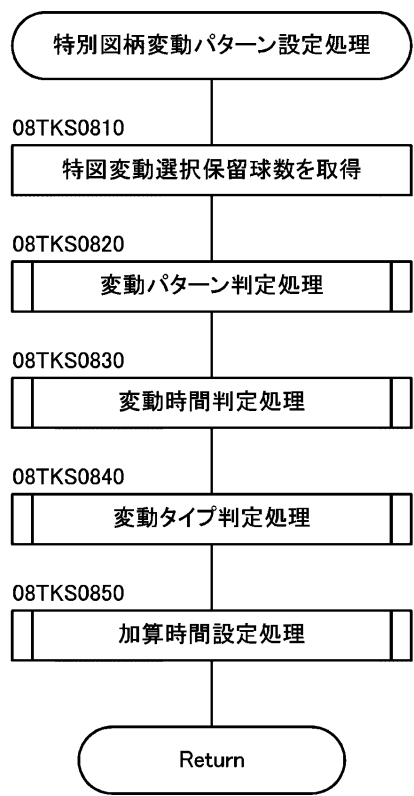 特別図柄変動パターン設定処理
08TKS0810
特図変動選択保留球数を取得
08TKS0820
変動パターン判定処理
08TKS0830
変動時間判定処理
08TKS0840
変動タイプ判定処理
08TKS0850
加算時間設定処理
Return